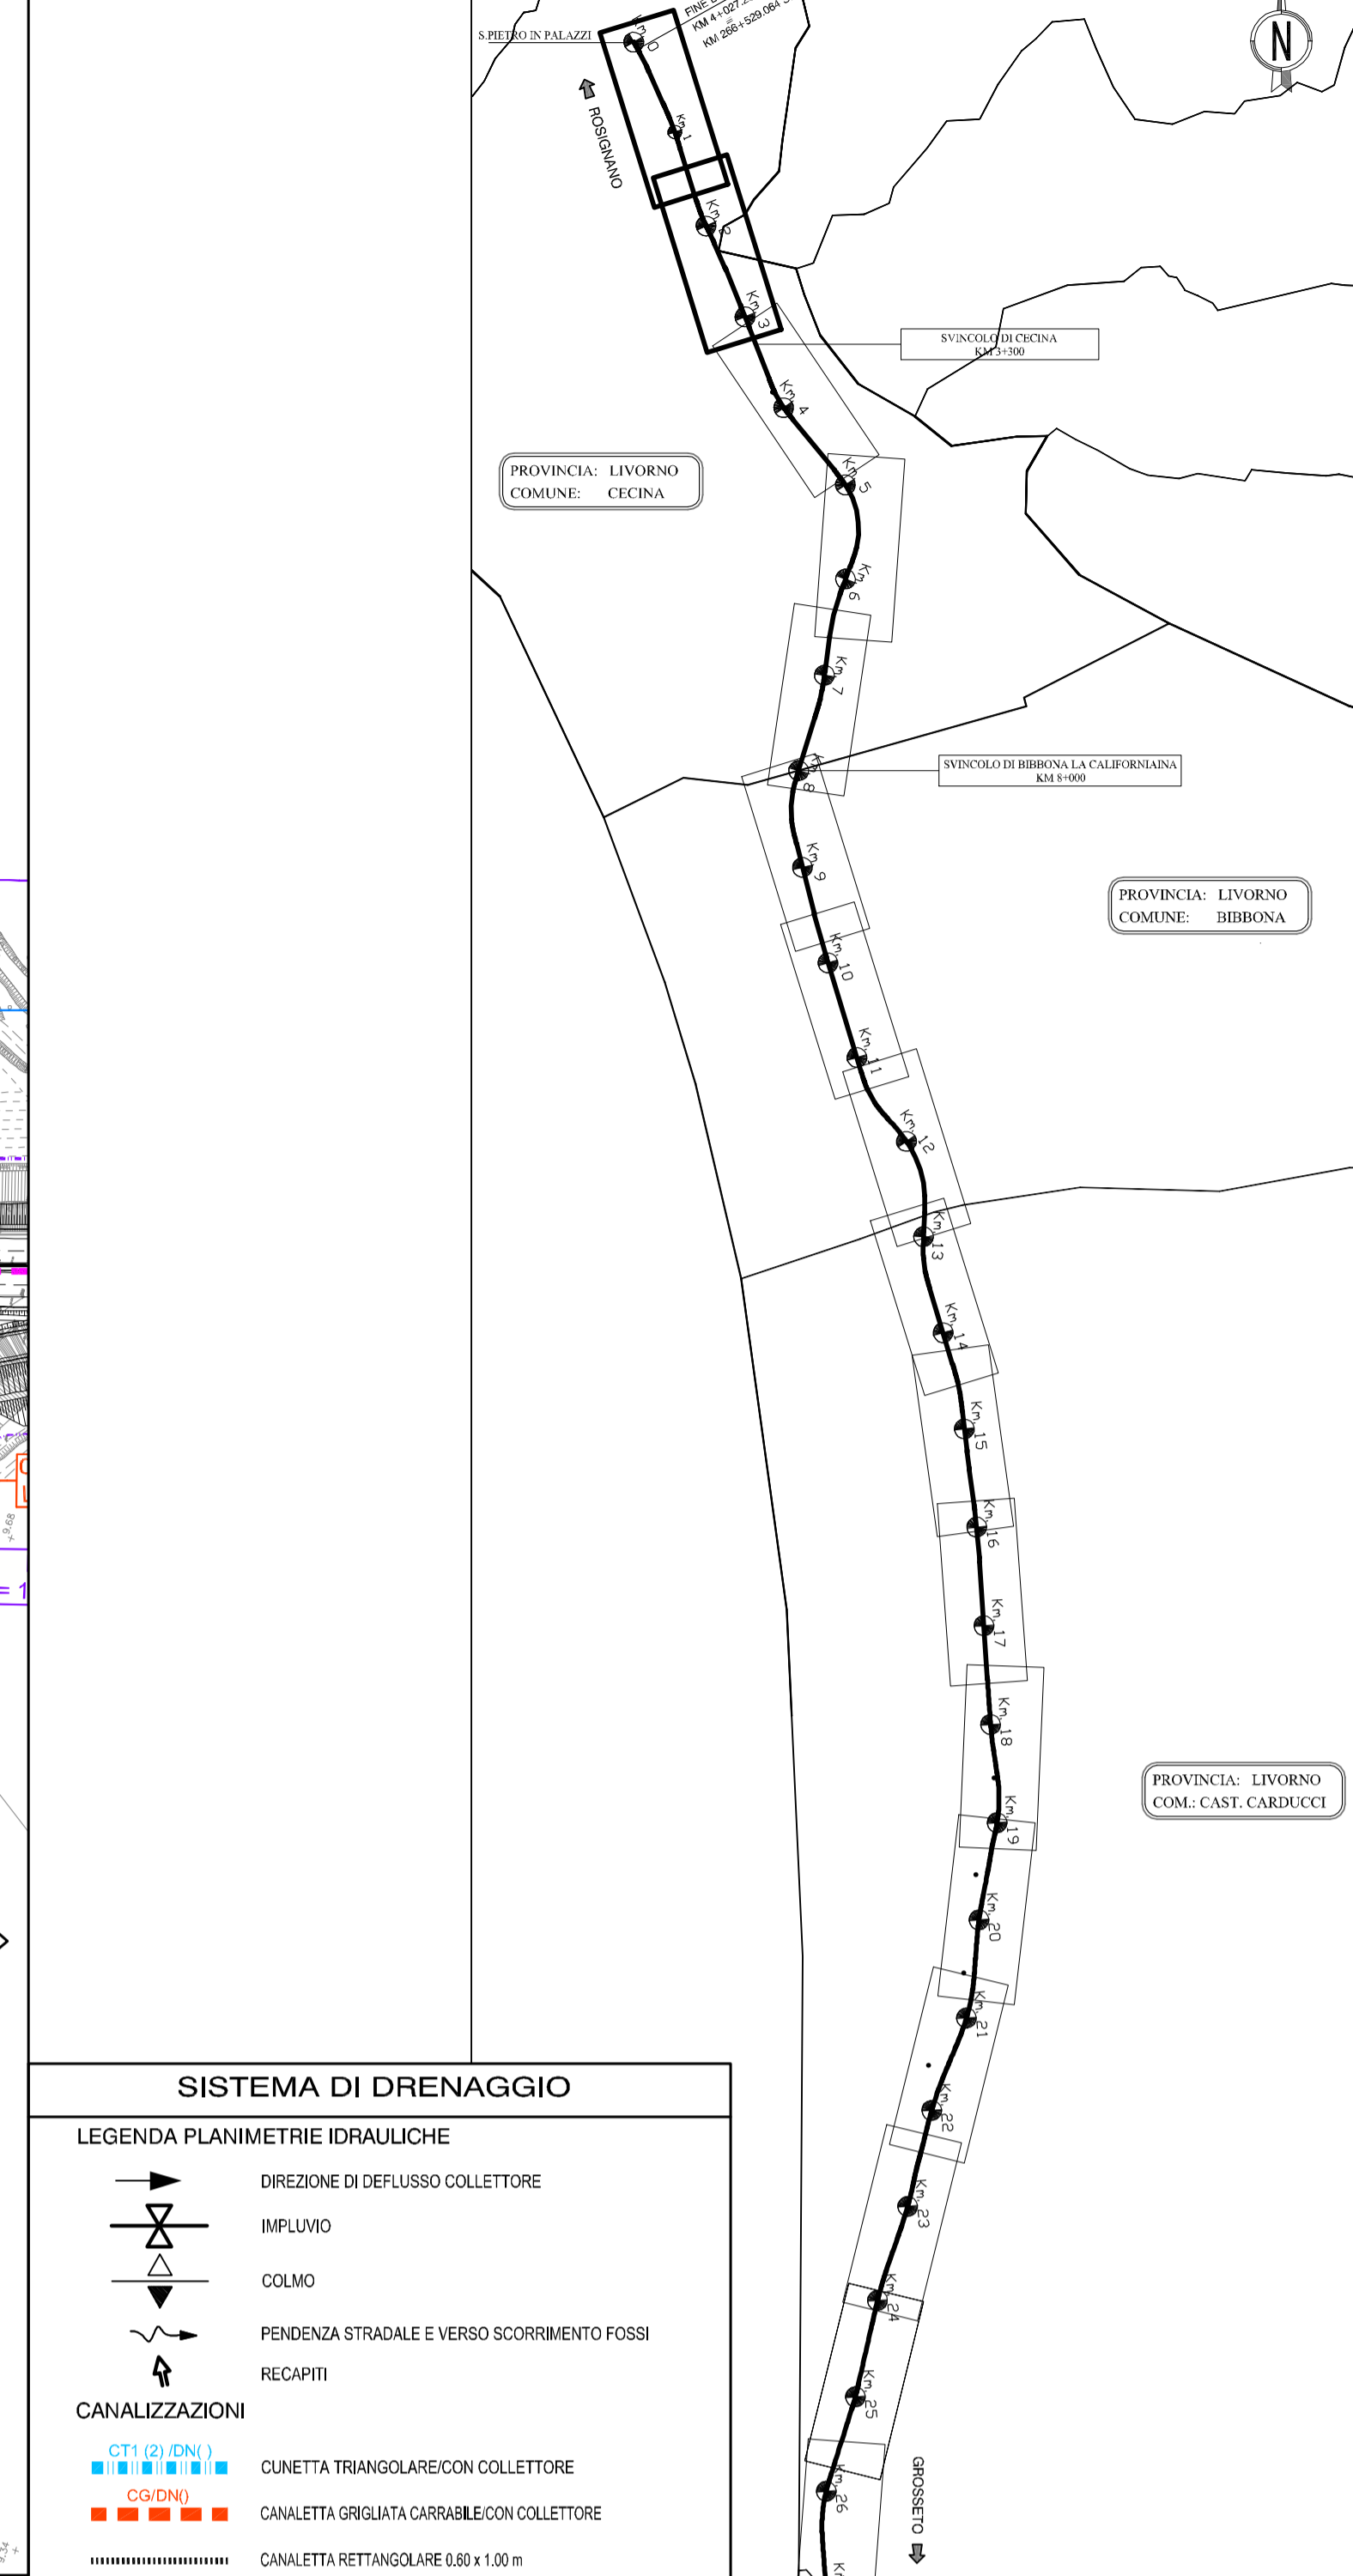 FINE
KM 4+027.2
=
KM 266+529.064 S
S.PIETRO IN PALAZZI
N
Km. 0
ROSIGNANO
Km. 1
Km. 2
Km. 3
SVINCOLO DI CECINA
KM 3+300
Km. 4
PROVINCIA: LIVORNO
COMUNE: CECINA
Km. 5
Km. 6
Km. 7
SVINCOLO DI BIBBONA LA CALIFORNIAINA
KM 8+000
Km. 8
Km. 9
PROVINCIA: LIVORNO
COMUNE: BIBBONA
Km. 10
Km. 11
Km. 12
Km. 13
Km. 14
Km. 15
Km. 16
9.68
= 1
Km. 17
Km. 18
PROVINCIA: LIVORNO
COM.: CAST. CARDUCCI
Km. 19
Km. 20
Km. 21
Km. 22
Km. 23
Km. 24
Km. 25
Km. 26
GROSSETO
SISTEMA DI DRENAGGIO
LEGENDA PLANIMETRIE IDRAULICHE
DIREZIONE DI DEFLUSSO COLLETTORE
IMPLUVIO
COLMO
PENDENZA STRADALE E VERSO SCORRIMENTO FOSSI
RECAPITI
CANALIZZAZIONI
CT1 (2) /DN( )
CUNETTA TRIANGOLARE/CON COLLETTORE
CG/DN()
CANALETTA GRIGLIATA CARRABILE/CON COLLETTORE
CANALETTA RETTANGOLARE 0.60 x 1.00 m